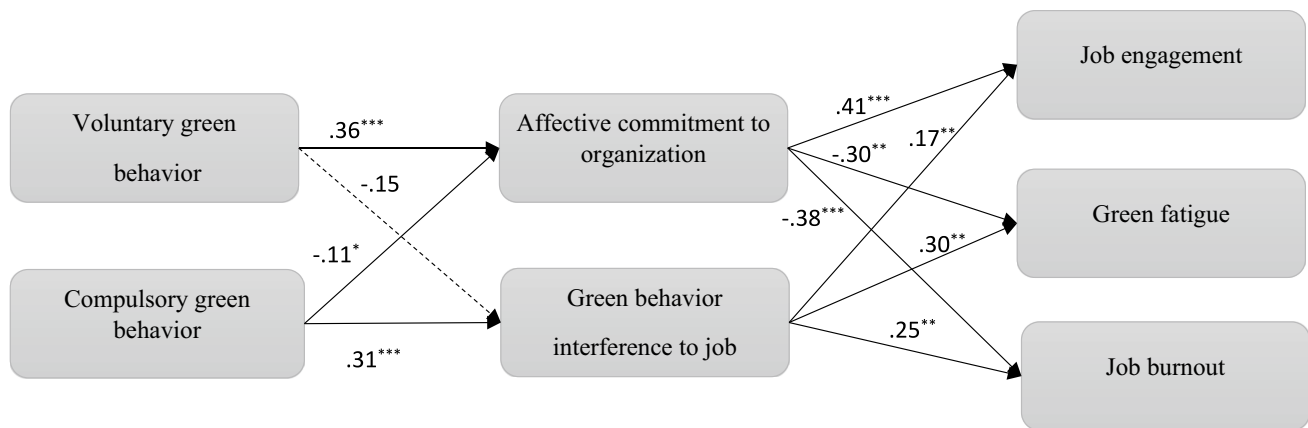 Job engagement
Voluntary green
behavior
.36***
Affective commitment to
organization
.41***
.17**
-.30**
-.15
Green fatigue
-.38***
-.11*
.30**
Compulsory green
behavior
Green behavior
interference to job
.31***
.25**
Job burnout